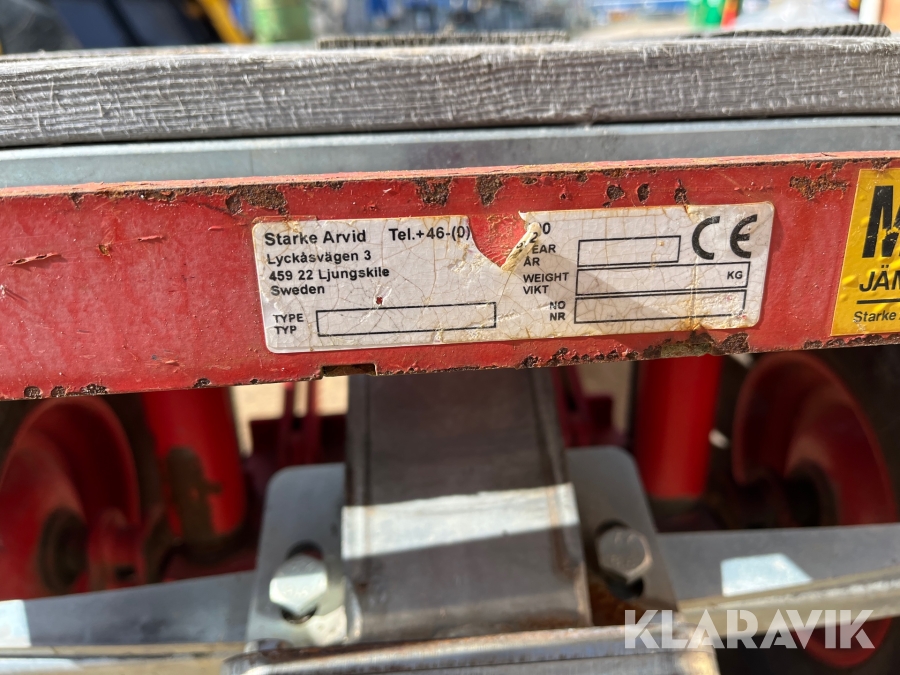 Starke Arvid Tel.+46-(0)
Lyckåsvägen 3
459 22 Ljungskile
Sweden
TYPE
TYP
EAR
ÅR
WEIGHT
VIKT
KG
NO
NR
CE
M
JÄM
Starke
KLARAVIK